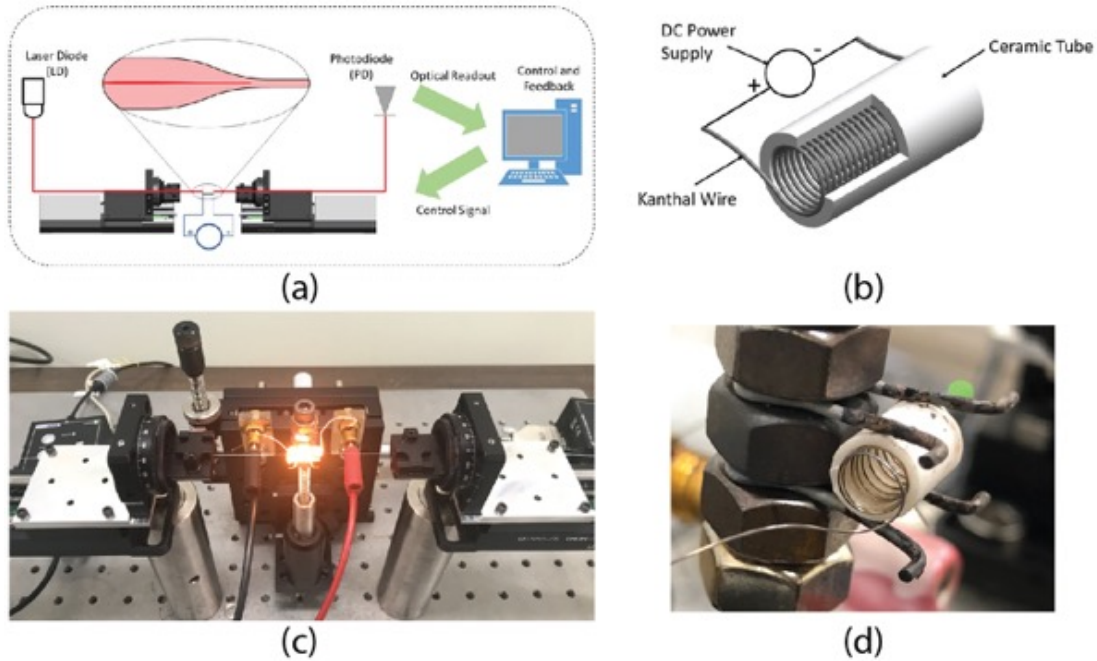 Laser Diode
(LD)
Photodiode
(PD)
Optical Readout
Control and
Feedback
Control Signal
(a)
DC Power
Supply
-
+
Ceramic Tube
Kanthal Wire
(b)
(c)
(d)